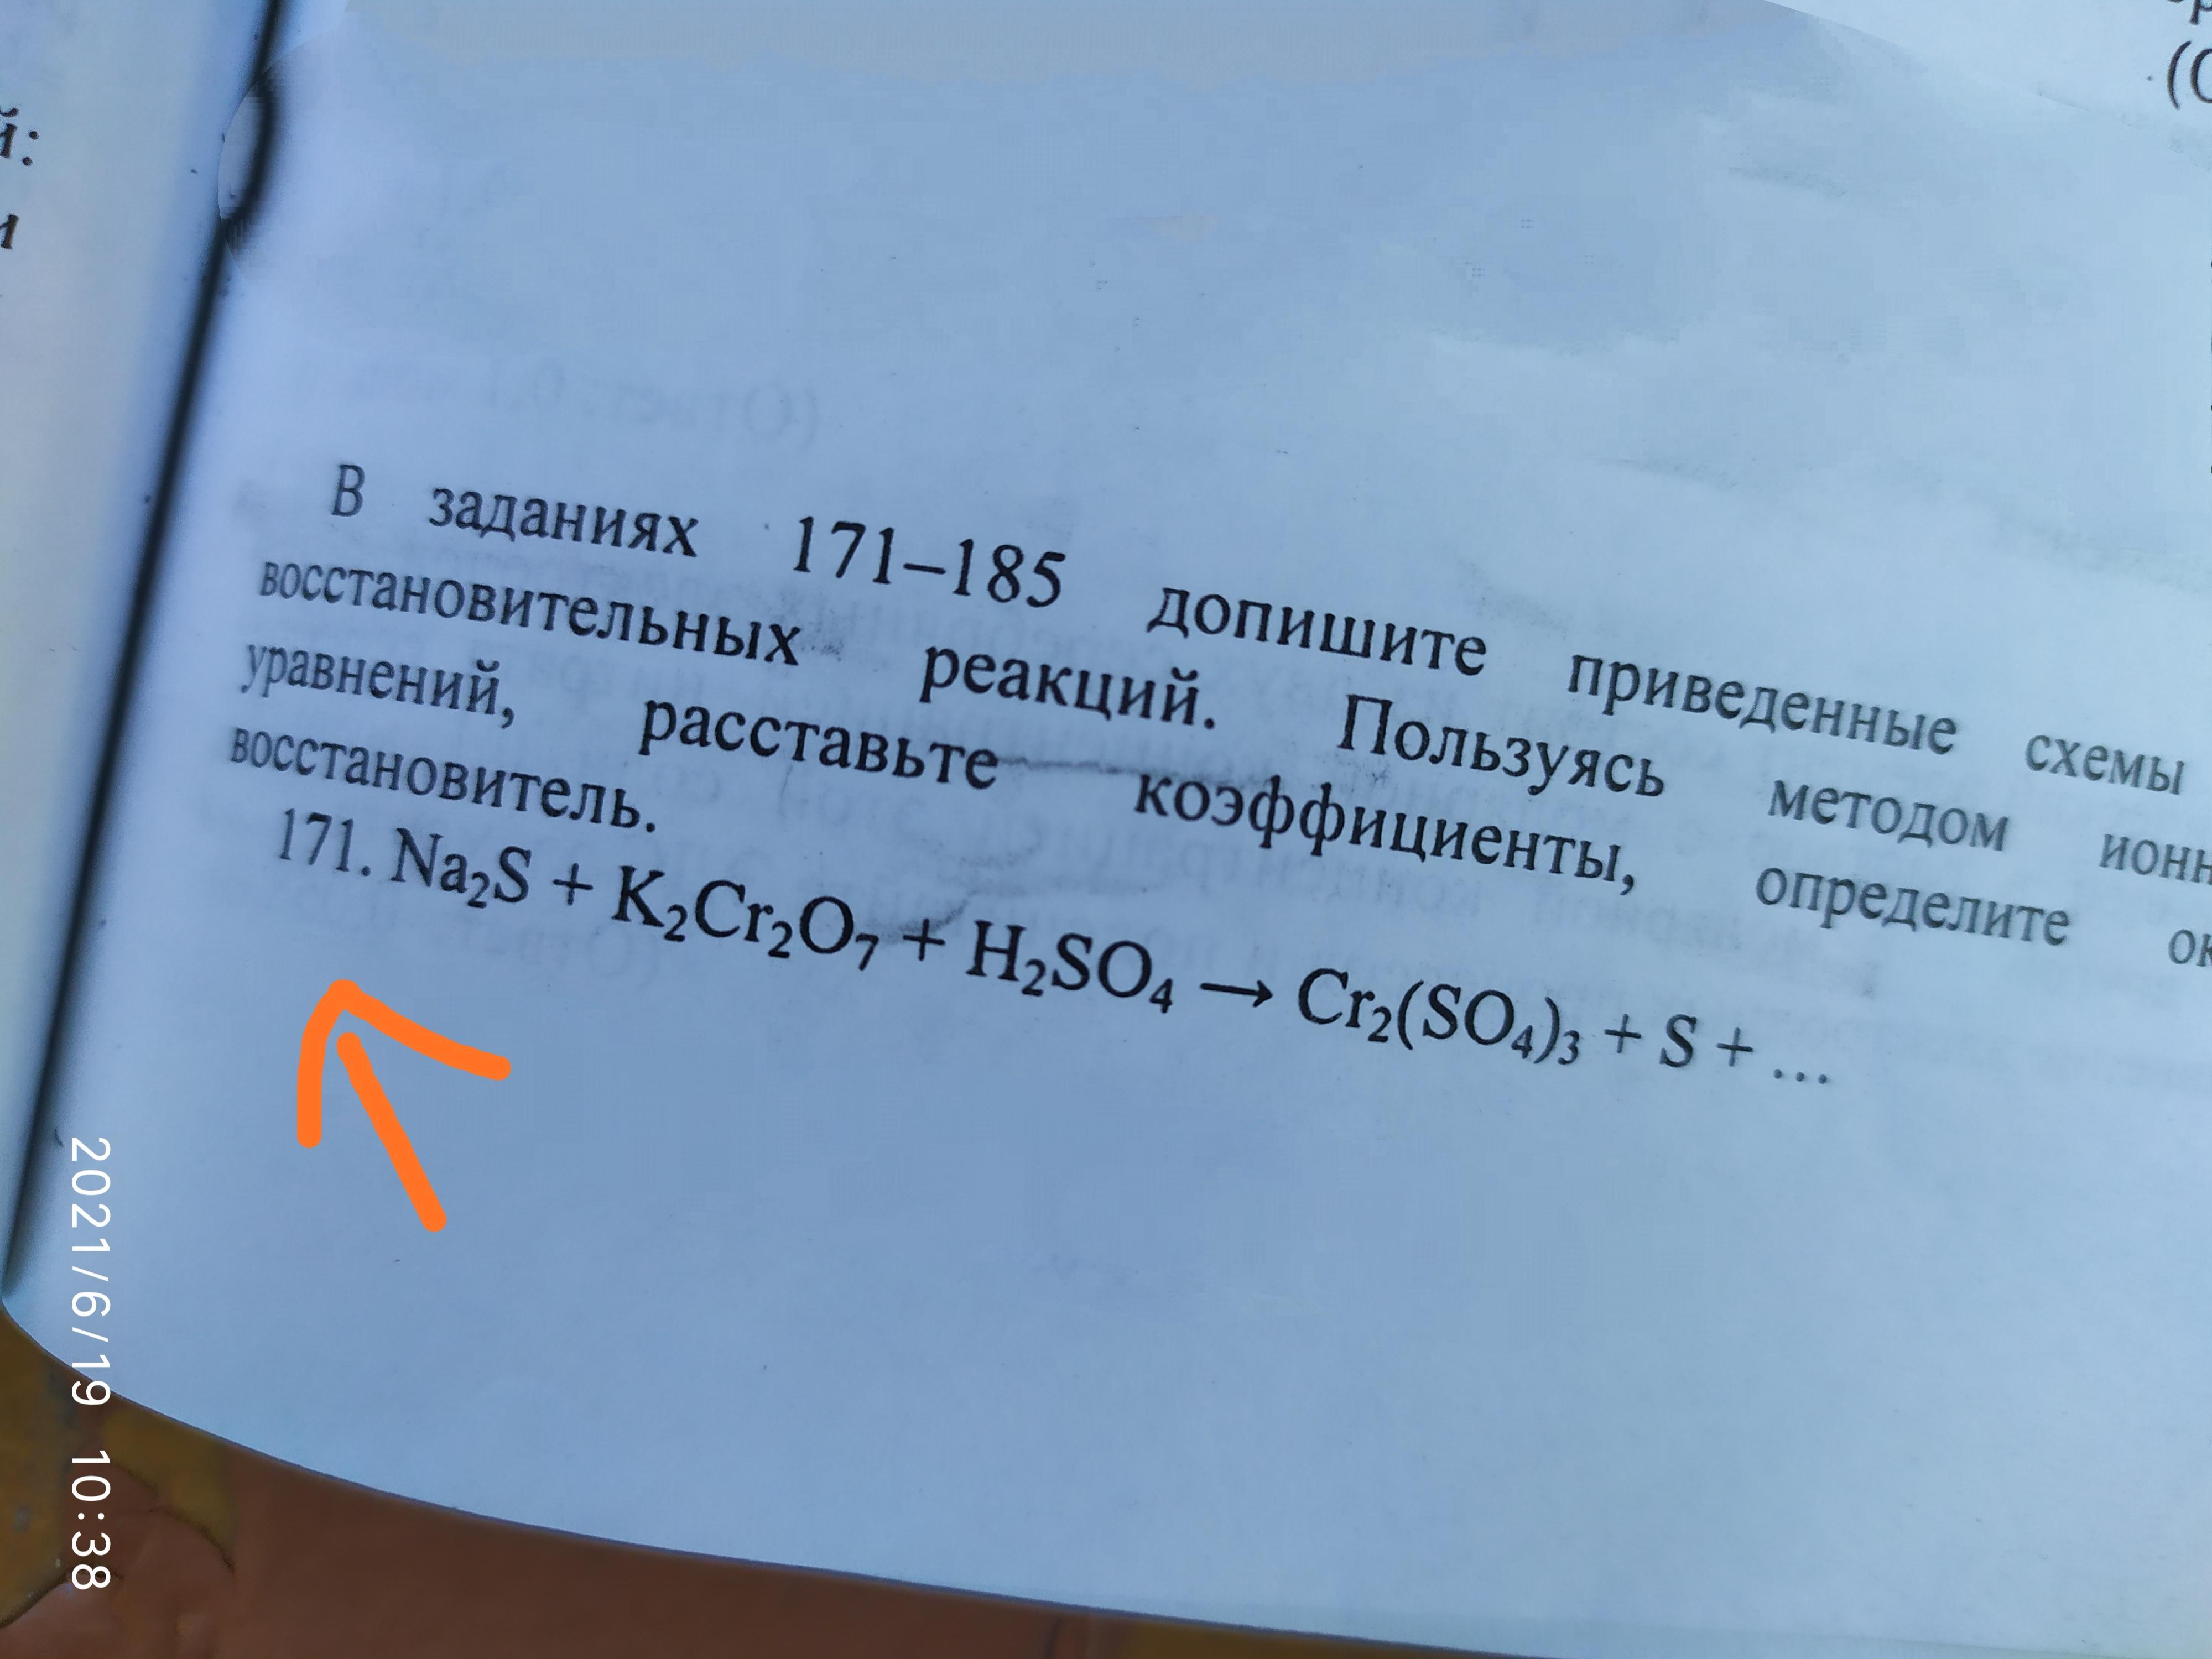 й:
и
В заданиях 171–185 допишите приведенные схемы
восстановительных реакций. Пользуясь методом
уравнений, расставьте коэффициенты, определите
восстановитель.
171. Na₂S + K₂Cr₂O₇ + H₂SO₄ → Cr₂(SO₄)₃ + S + ...
2021/6/19 10:38